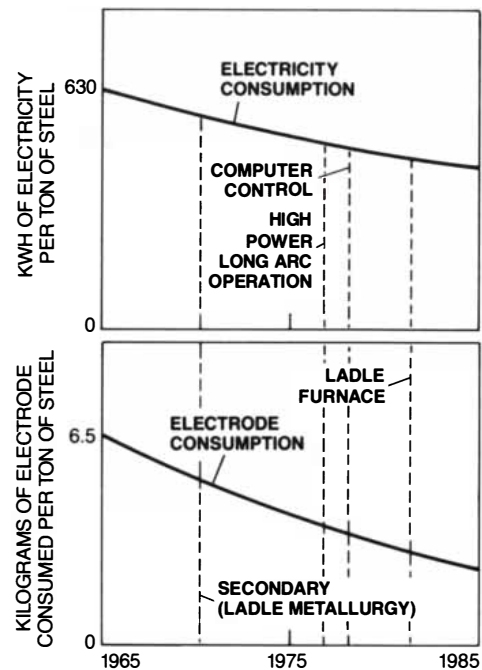 KWH OF ELECTRICITY
PER TON OF STEEL
630
0
ELECTRICITY
CONSUMPTION
COMPUTER
CONTROL
HIGH
POWER
LONG ARC
OPERATION
KILOGRAMS OF ELECTRODE
CONSUMED PER TON OF STEEL
6.5
0
LADLE
FURNACE
ELECTRODE
CONSUMPTION
SECONDARY
(LADLE METALLURGY)
1965
1975
1985